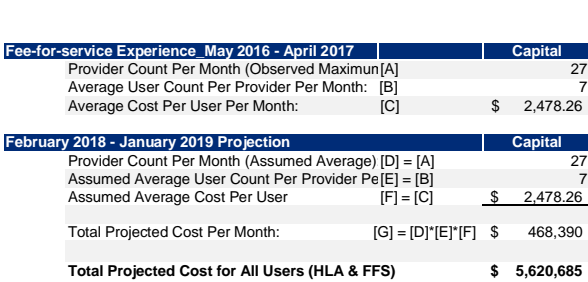 Fee-for-service Experience_May 2016 - April 2017 Capital
Provider Count Per Month (Observed Maximun [A] 27
Average User Count Per Provider Per Month: [B] 7
Average Cost Per User Per Month: [C] $ 2,478.26
February 2018 - January 2019 Projection Capital
Provider Count Per Month (Assumed Average) [D] = [A] 27
Assumed Average User Count Per Provider Pe [E] = [B] 7
Assumed Average Cost Per User [F] = [C] $ 2,478.26
Total Projected Cost Per Month: [G] = [D]*[E]*[F] $ 468,390
Total Projected Cost for All Users (HLA & FFS) $ 5,620,685